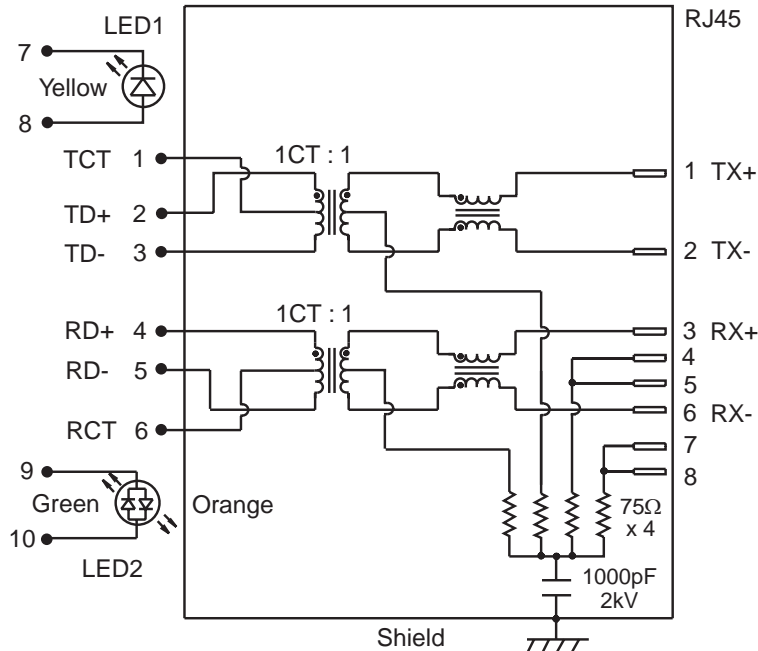 LED1
RJ45
7
Yellow
8
TCT 1
1CT : 1
1 TX+
TD+ 2
TD- 3
2 TX-
RD+ 4
1CT : 1
3 RX+
4
RD- 5
5
RCT 6
6 RX-
7
8
9
Green
Orange
10
LED2
75Ω
x 4
1000pF
2kV
Shield